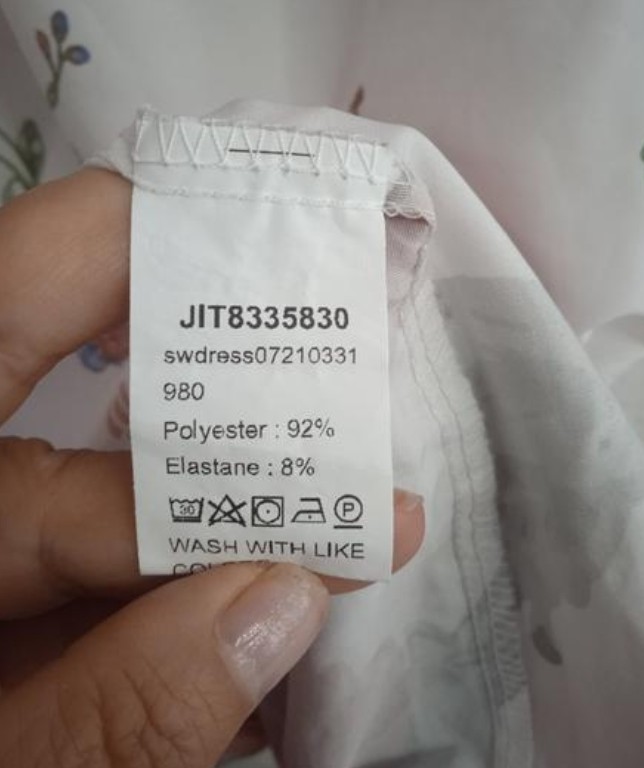 JIT8335830
swdress07210331
980
Polyester : 92%
Elastane : 8%
30 P
WASH WITH LIKE